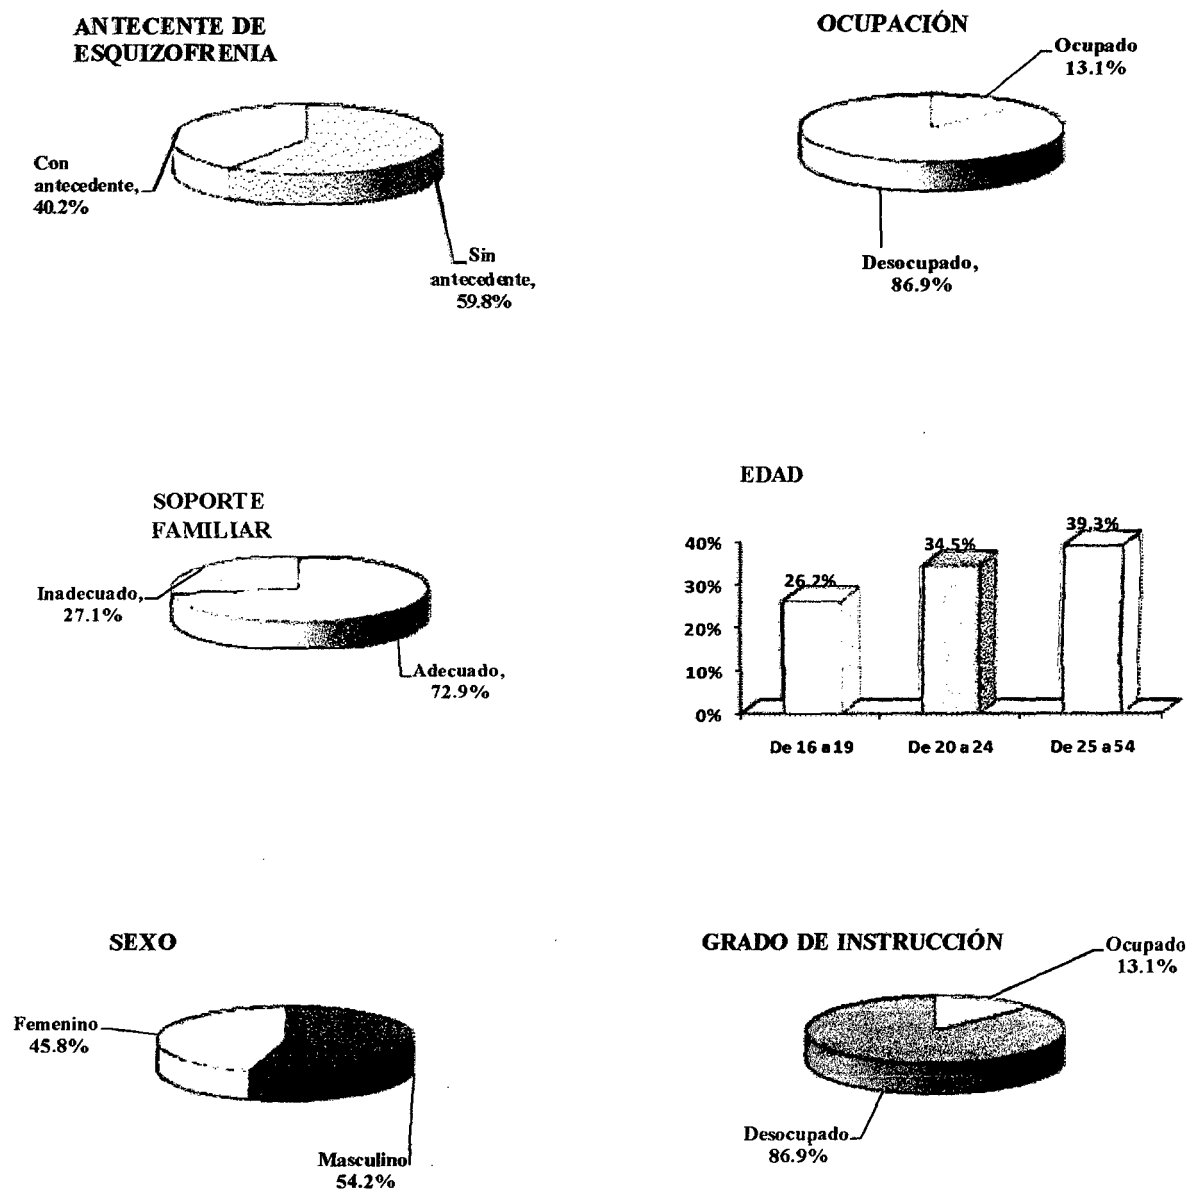 ANTECENTE DE
ESQUIZOFRENIA
Con
antecedente,
40.2%
Sin
antecedente,
59.8%
OCUPACIÓN
Ocupado
13.1%
Desocupado,
86.9%
SOPORTE
FAMILIAR
Inadecuado,
27.1%
Adecuado,
72.9%
EDAD
40%
30%
20%
10%
0%
26,2%
34,5%
39,3%
De 16 a 19
De 20 a 24
De 25 a 54
SEXO
Femenino
45.8%
Masculino
54.2%
GRADO DE INSTRUCCIÓN
Ocupado
13.1%
Desocupado
86.9%